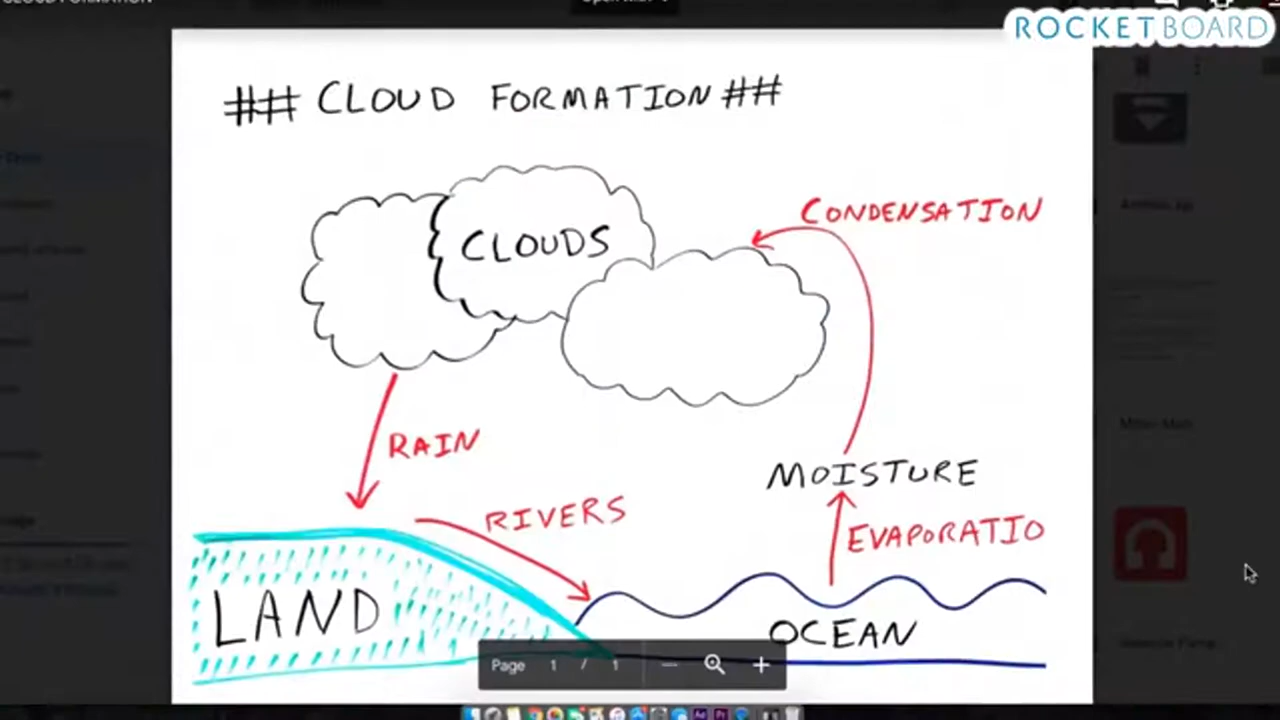 ROCKETBOARD
## CLOUD FORMATION ##
CLOUDS
CONDENSATION
RAIN
MOISTURE
RIVERS
EVAPORATIO
LAND
OCEAN
Page 1 / 1